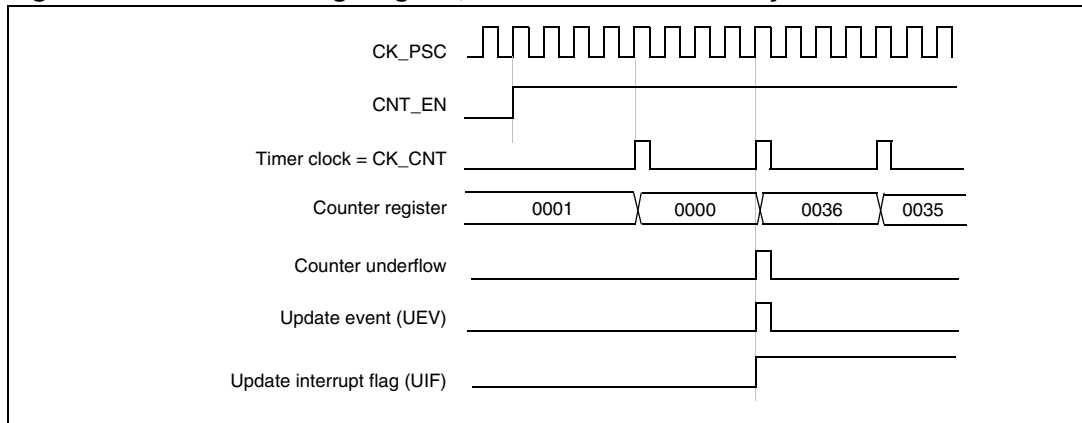 CK_PSC
CNT_EN
Timer clock = CK_CNT
Counter register 0001 0000 0036 0035
Counter underflow
Update event (UEV)
Update interrupt flag (UIF)